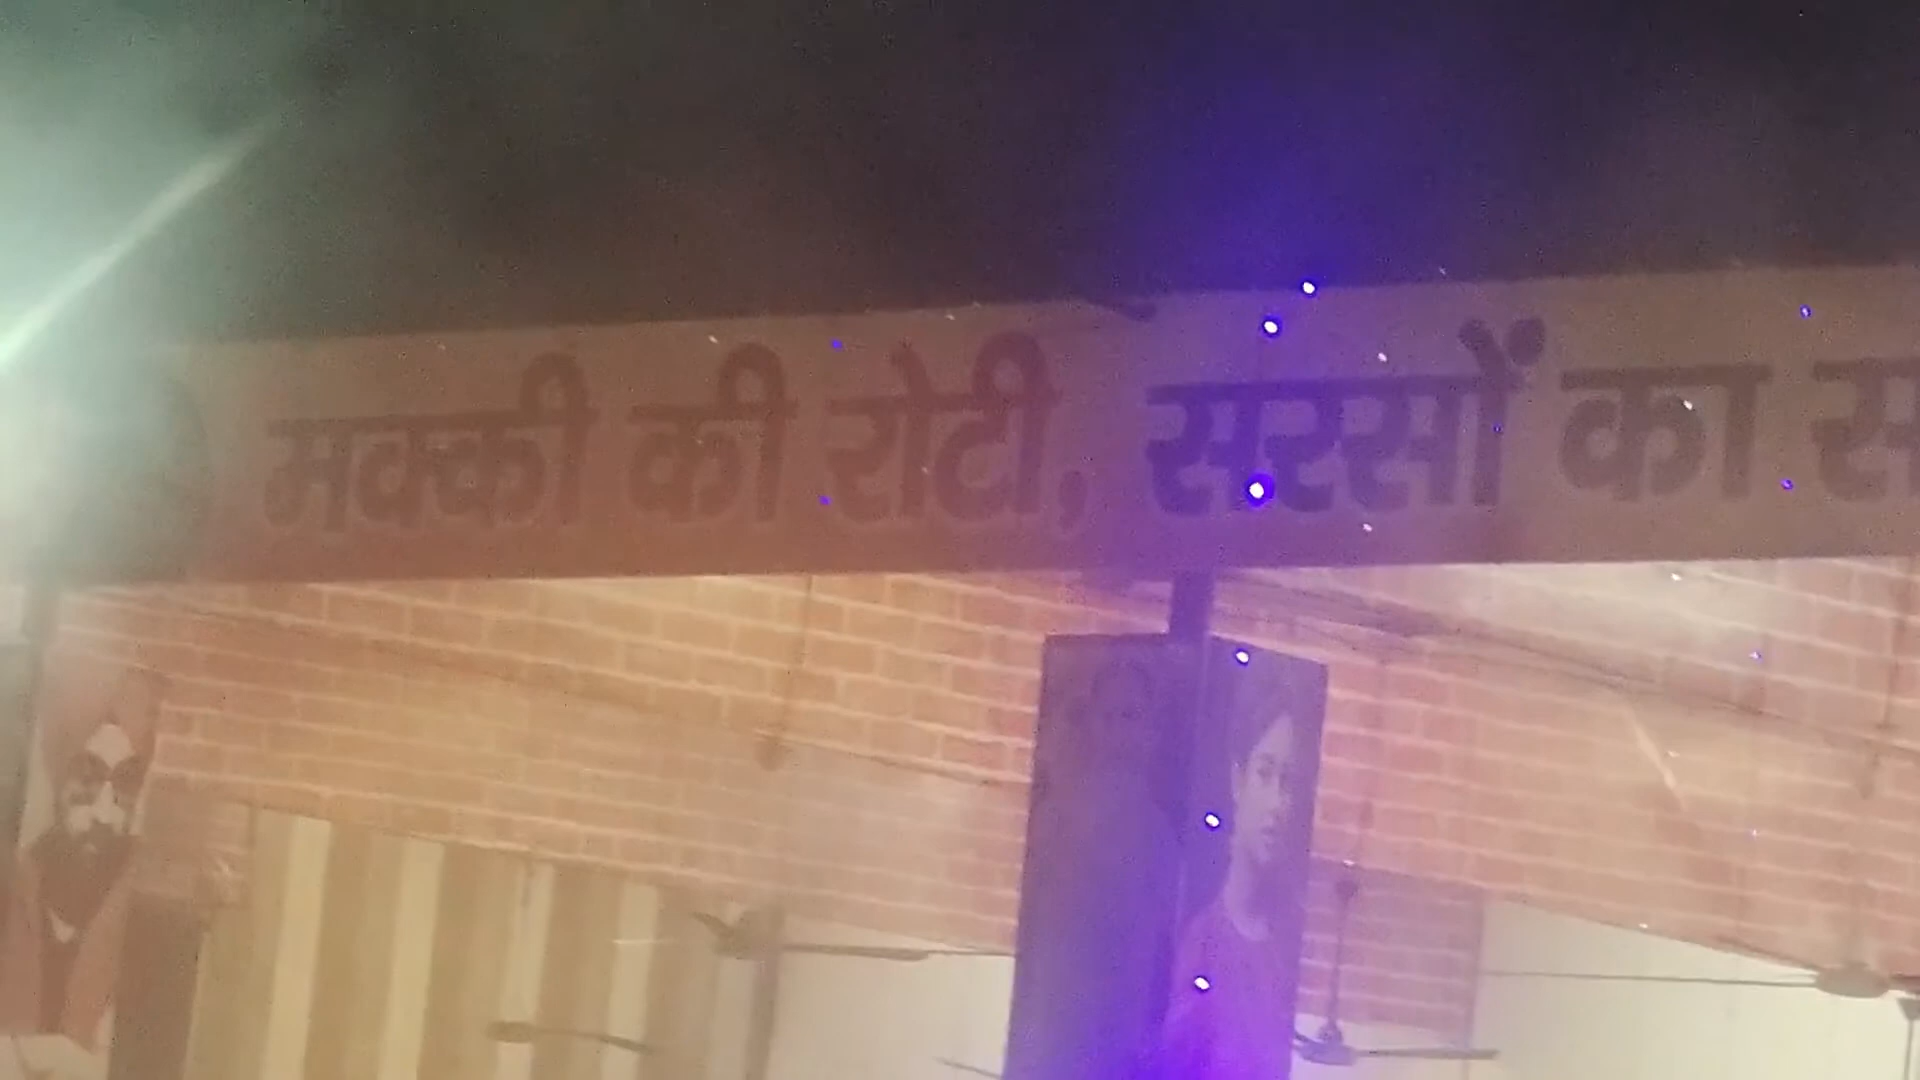 मक्की की रोटी, सरसों का